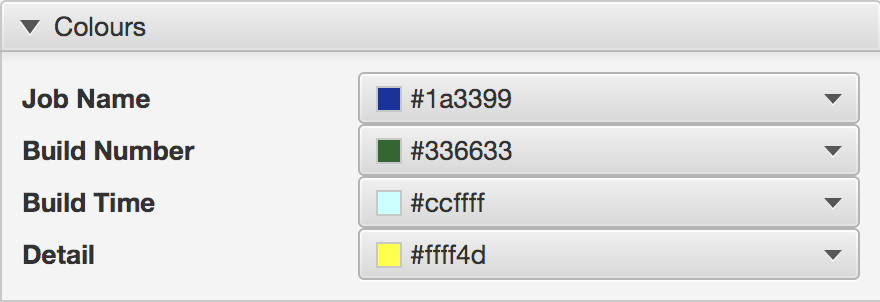 Colours
Job Name #1a3399
Build Number #336633
Build Time #ccffff
Detail #ffff4d